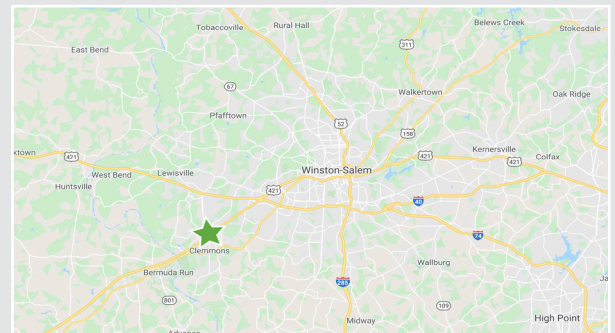 Belews Creek
Tobaccoville
Rural Hall
Stokesdale
East Bend
311
67
Walkertown
Oak Ridge
Pfafftown
52
158
Kernersville
421
Colfax
ktown
421
421
West Bend
Lewisville
Winston-Salem
Huntsville
421
40
74
Clemmons
Wallburg
Bermuda Run
285
Ja
801
109
Midway
High Point
Advance